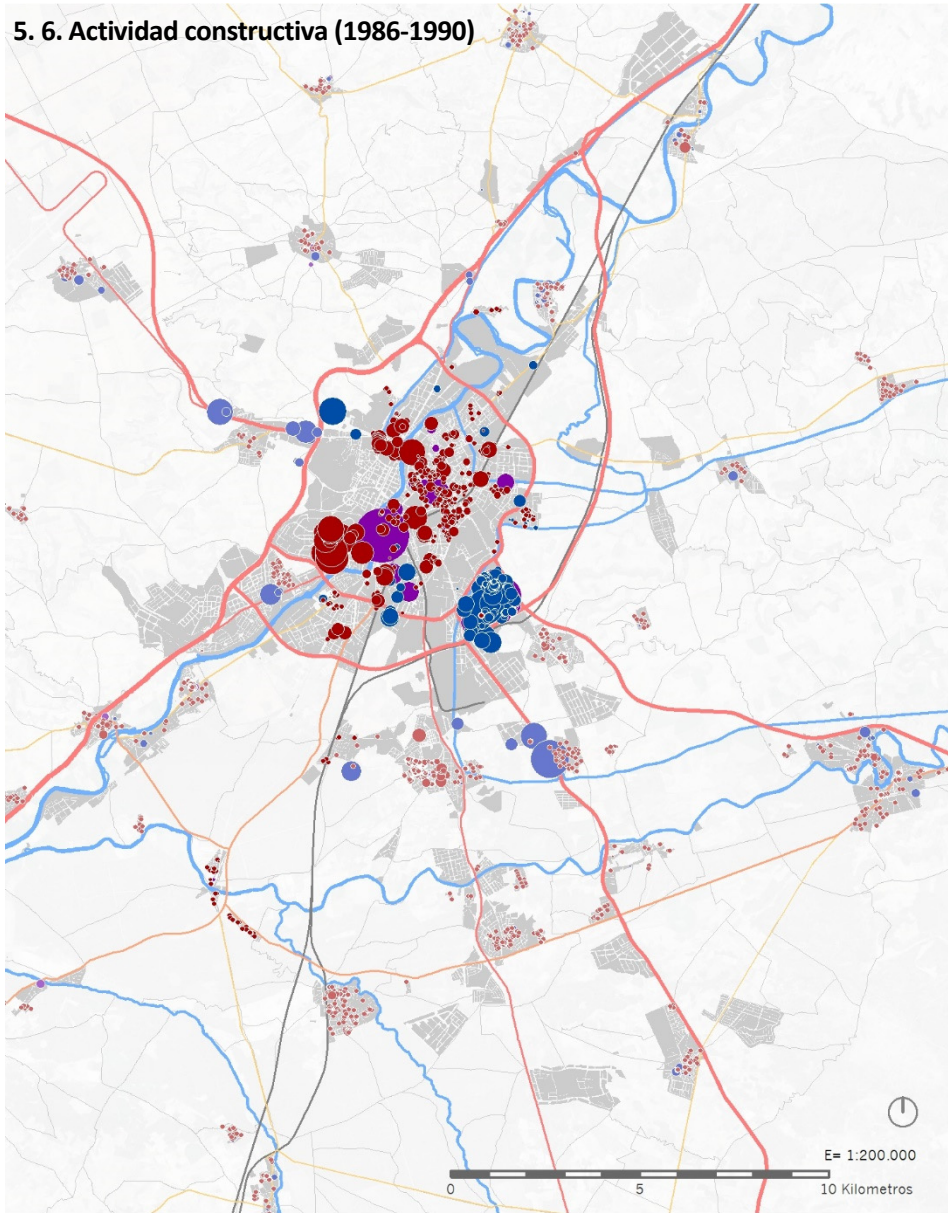 5. 6. Actividad constructiva (1986-1990)
E= 1:200.000
0 5 10 Kilometros